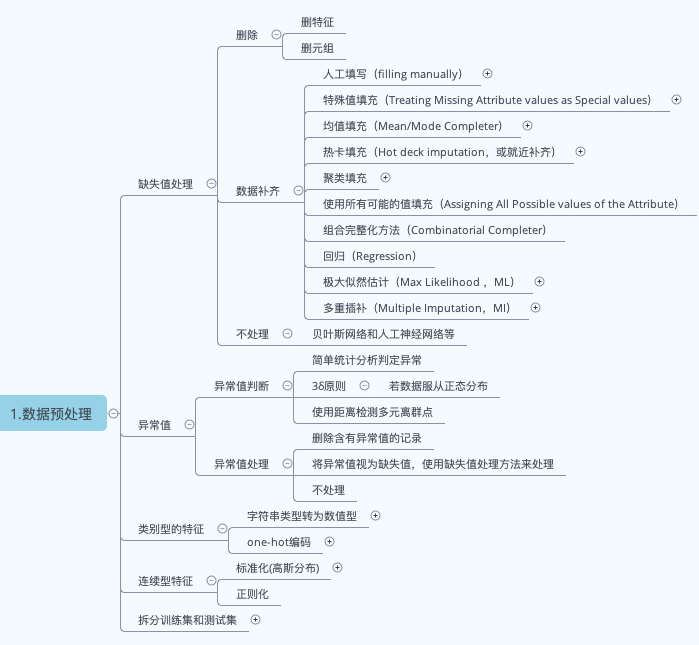 删特征
删除
删元组
人工填写（filling manually）
特殊值填充（Treating Missing Attribute values as Special values）
均值填充（Mean/Mode Completer）
热卡填充（Hot deck imputation，或就近补齐）
聚类填充
缺失值处理
数据补齐
使用所有可能的值填充（Assigning All Possible values of the Attribute）
组合完整化方法（Combinatorial Completer）
回归（Regression）
极大似然估计（Max Likelihood ，ML）
多重插补（Multiple Imputation，MI）
不处理
贝叶斯网络和人工神经网络等
简单统计分析判定异常
异常值判断
3δ原则
若数据服从正态分布
使用距离检测多元离群点
1.数据预处理
异常值
删除含有异常值的记录
异常值处理
将异常值视为缺失值，使用缺失值处理方法来处理
不处理
字符串类型转为数值型
类别型的特征
one-hot编码
标准化(高斯分布)
连续型特征
正则化
拆分训练集和测试集